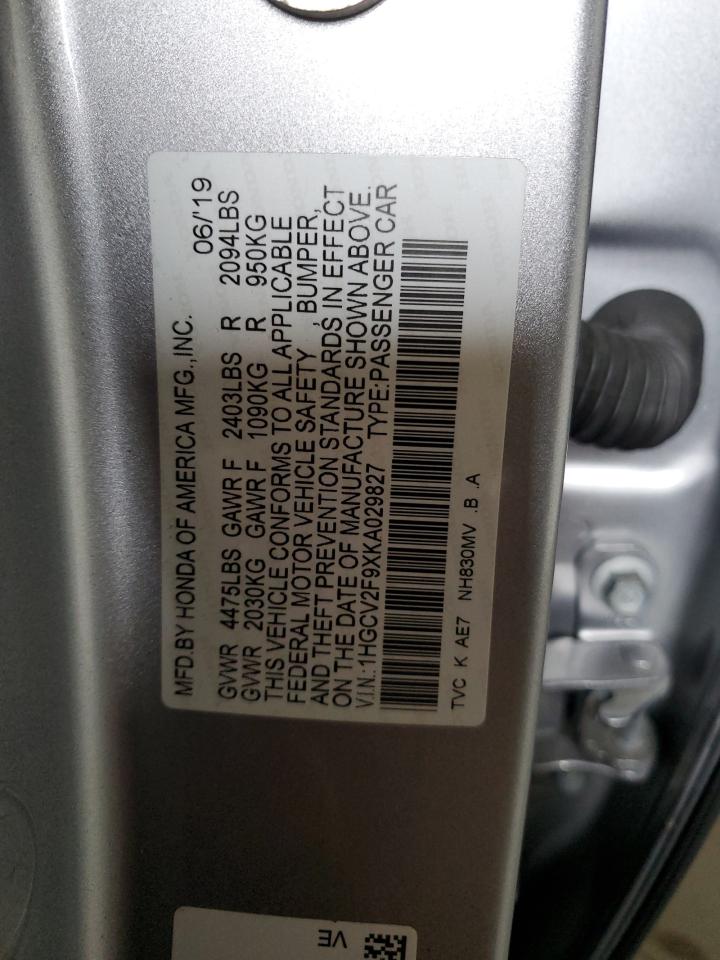 MFD.BY HONDA OF AMERICA MFG.,INC. 06/'19
GVWR 4475LBS GAWR F 2403LBS R 2094LBS
GVWR 2030KG GAWR F 1090KG R 950KG
THIS VEHICLE CONFORMS TO ALL APPLICABLE
FEDERAL MOTOR VEHICLE SAFETY , BUMPER,
AND THEFT PREVENTION STANDARDS IN EFFECT
ON THE DATE OF MANUFACTURE SHOWN ABOVE.
V.I.N.:1HGCV2F9XKA029827 TYPE:PASSENGER CAR
TVC K AE7 NH830MV .B .A
VE